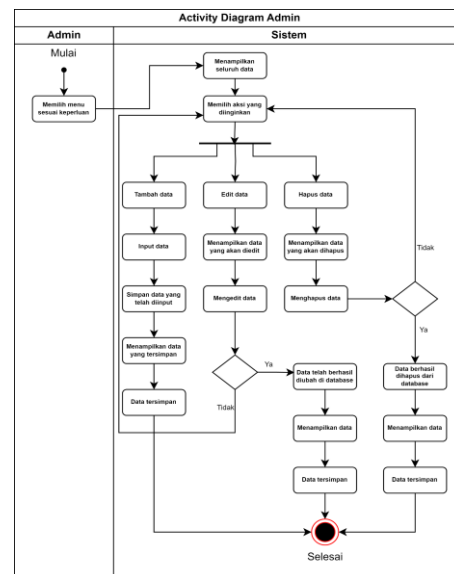 Activity Diagram Admin
Admin
Sistem
Mulai
Menampilkan
seluruh data
Memilih menu
sesuai keperluan
Memilih aksi yang
diinginkan
Tambah data
Edit data
Hapus data
Input data
Menampilkan data
yang akan diedit
Menampilkan data
yang akan dihapus
Tidak
Simpan data yang
telah diinput
Mengedit data
Menghapus data
Menampilkan data
yang tersimpan
Ya
Ya
Data tersimpan
Tidak
Data telah berhasil
diubah di database
Data berhasil
dihapus dari
database
Menampilkan data
Menampilkan data
Data tersimpan
Data tersimpan
Selesai